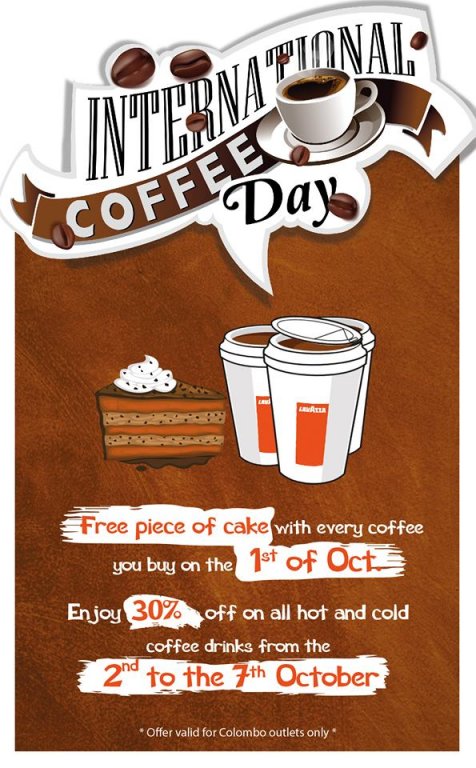 INTERNATIONAL
COFFEE
Day
LAVAZZA LAVAZZA
Free piece of cake with every coffee
you buy on the 1st of Oct.
Enjoy 30% off on all hot and cold
coffee drinks from the
2nd to the 7th October
* Offer valid for Colombo outlets only *